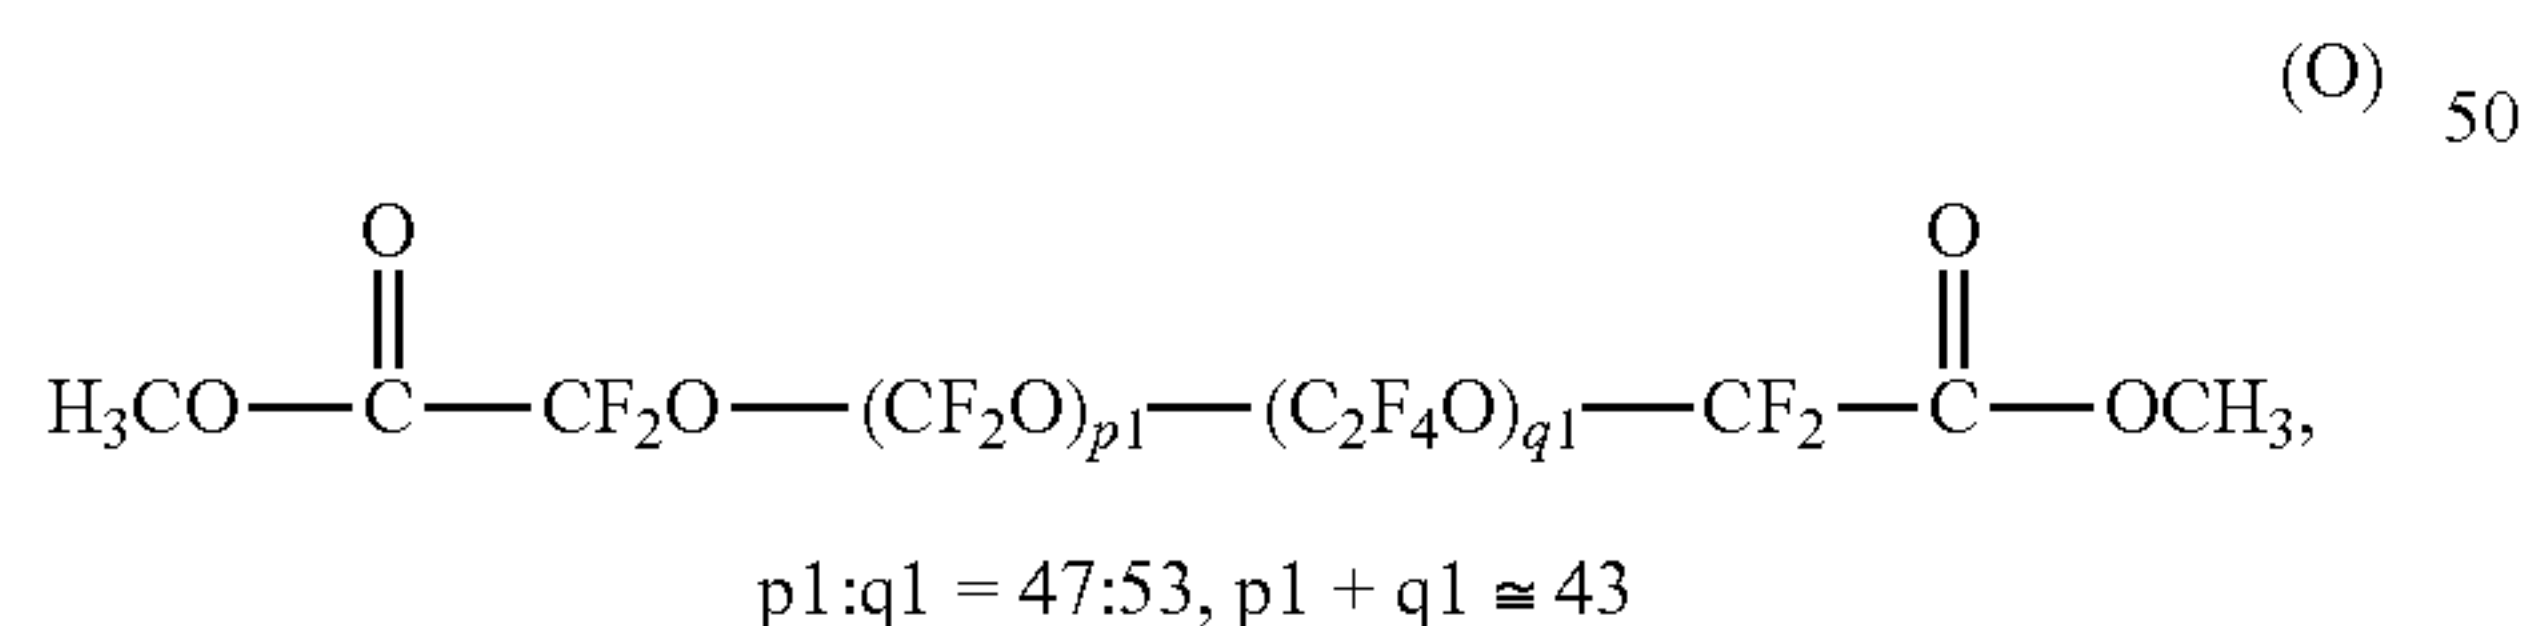 (O) 50
O O
H₃CO—C—CF₂O—(CF₂O)ₚ₁—(C₂F₄O)q1—CF₂—C—OCH₃,
p1:q1 = 47:53, p1 + q1 ≅ 43